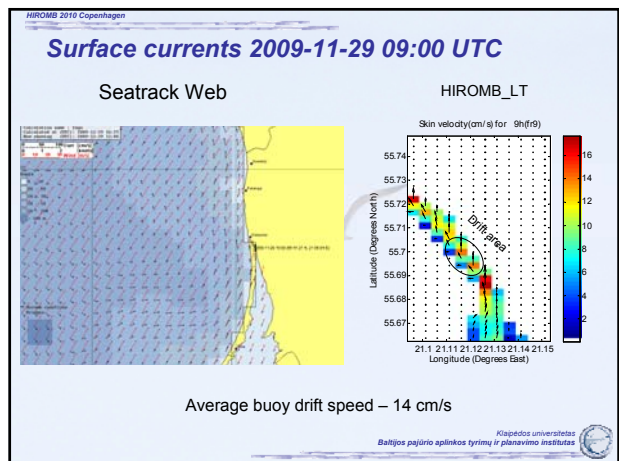 HIROMB 2010 Copenhagen
Surface currents 2009-11-29 09:00 UTC
Seatrack Web
HIROMB_LT
Skin velocity(cm/s) for 9h(fr9)
Latitude (Degrees North)
55.74
55.73
55.72
55.71
55.7
55.69
55.68
55.67
Drift area
16
14
12
10
8
6
4
2
21.1 21.11 21.12 21.13 21.14 21.15
Longitude (Degrees East)
Average buoy drift speed – 14 cm/s
Klaipėdos universitetas
Baltijos pajūrio aplinkos tyrimų ir planavimo institutas